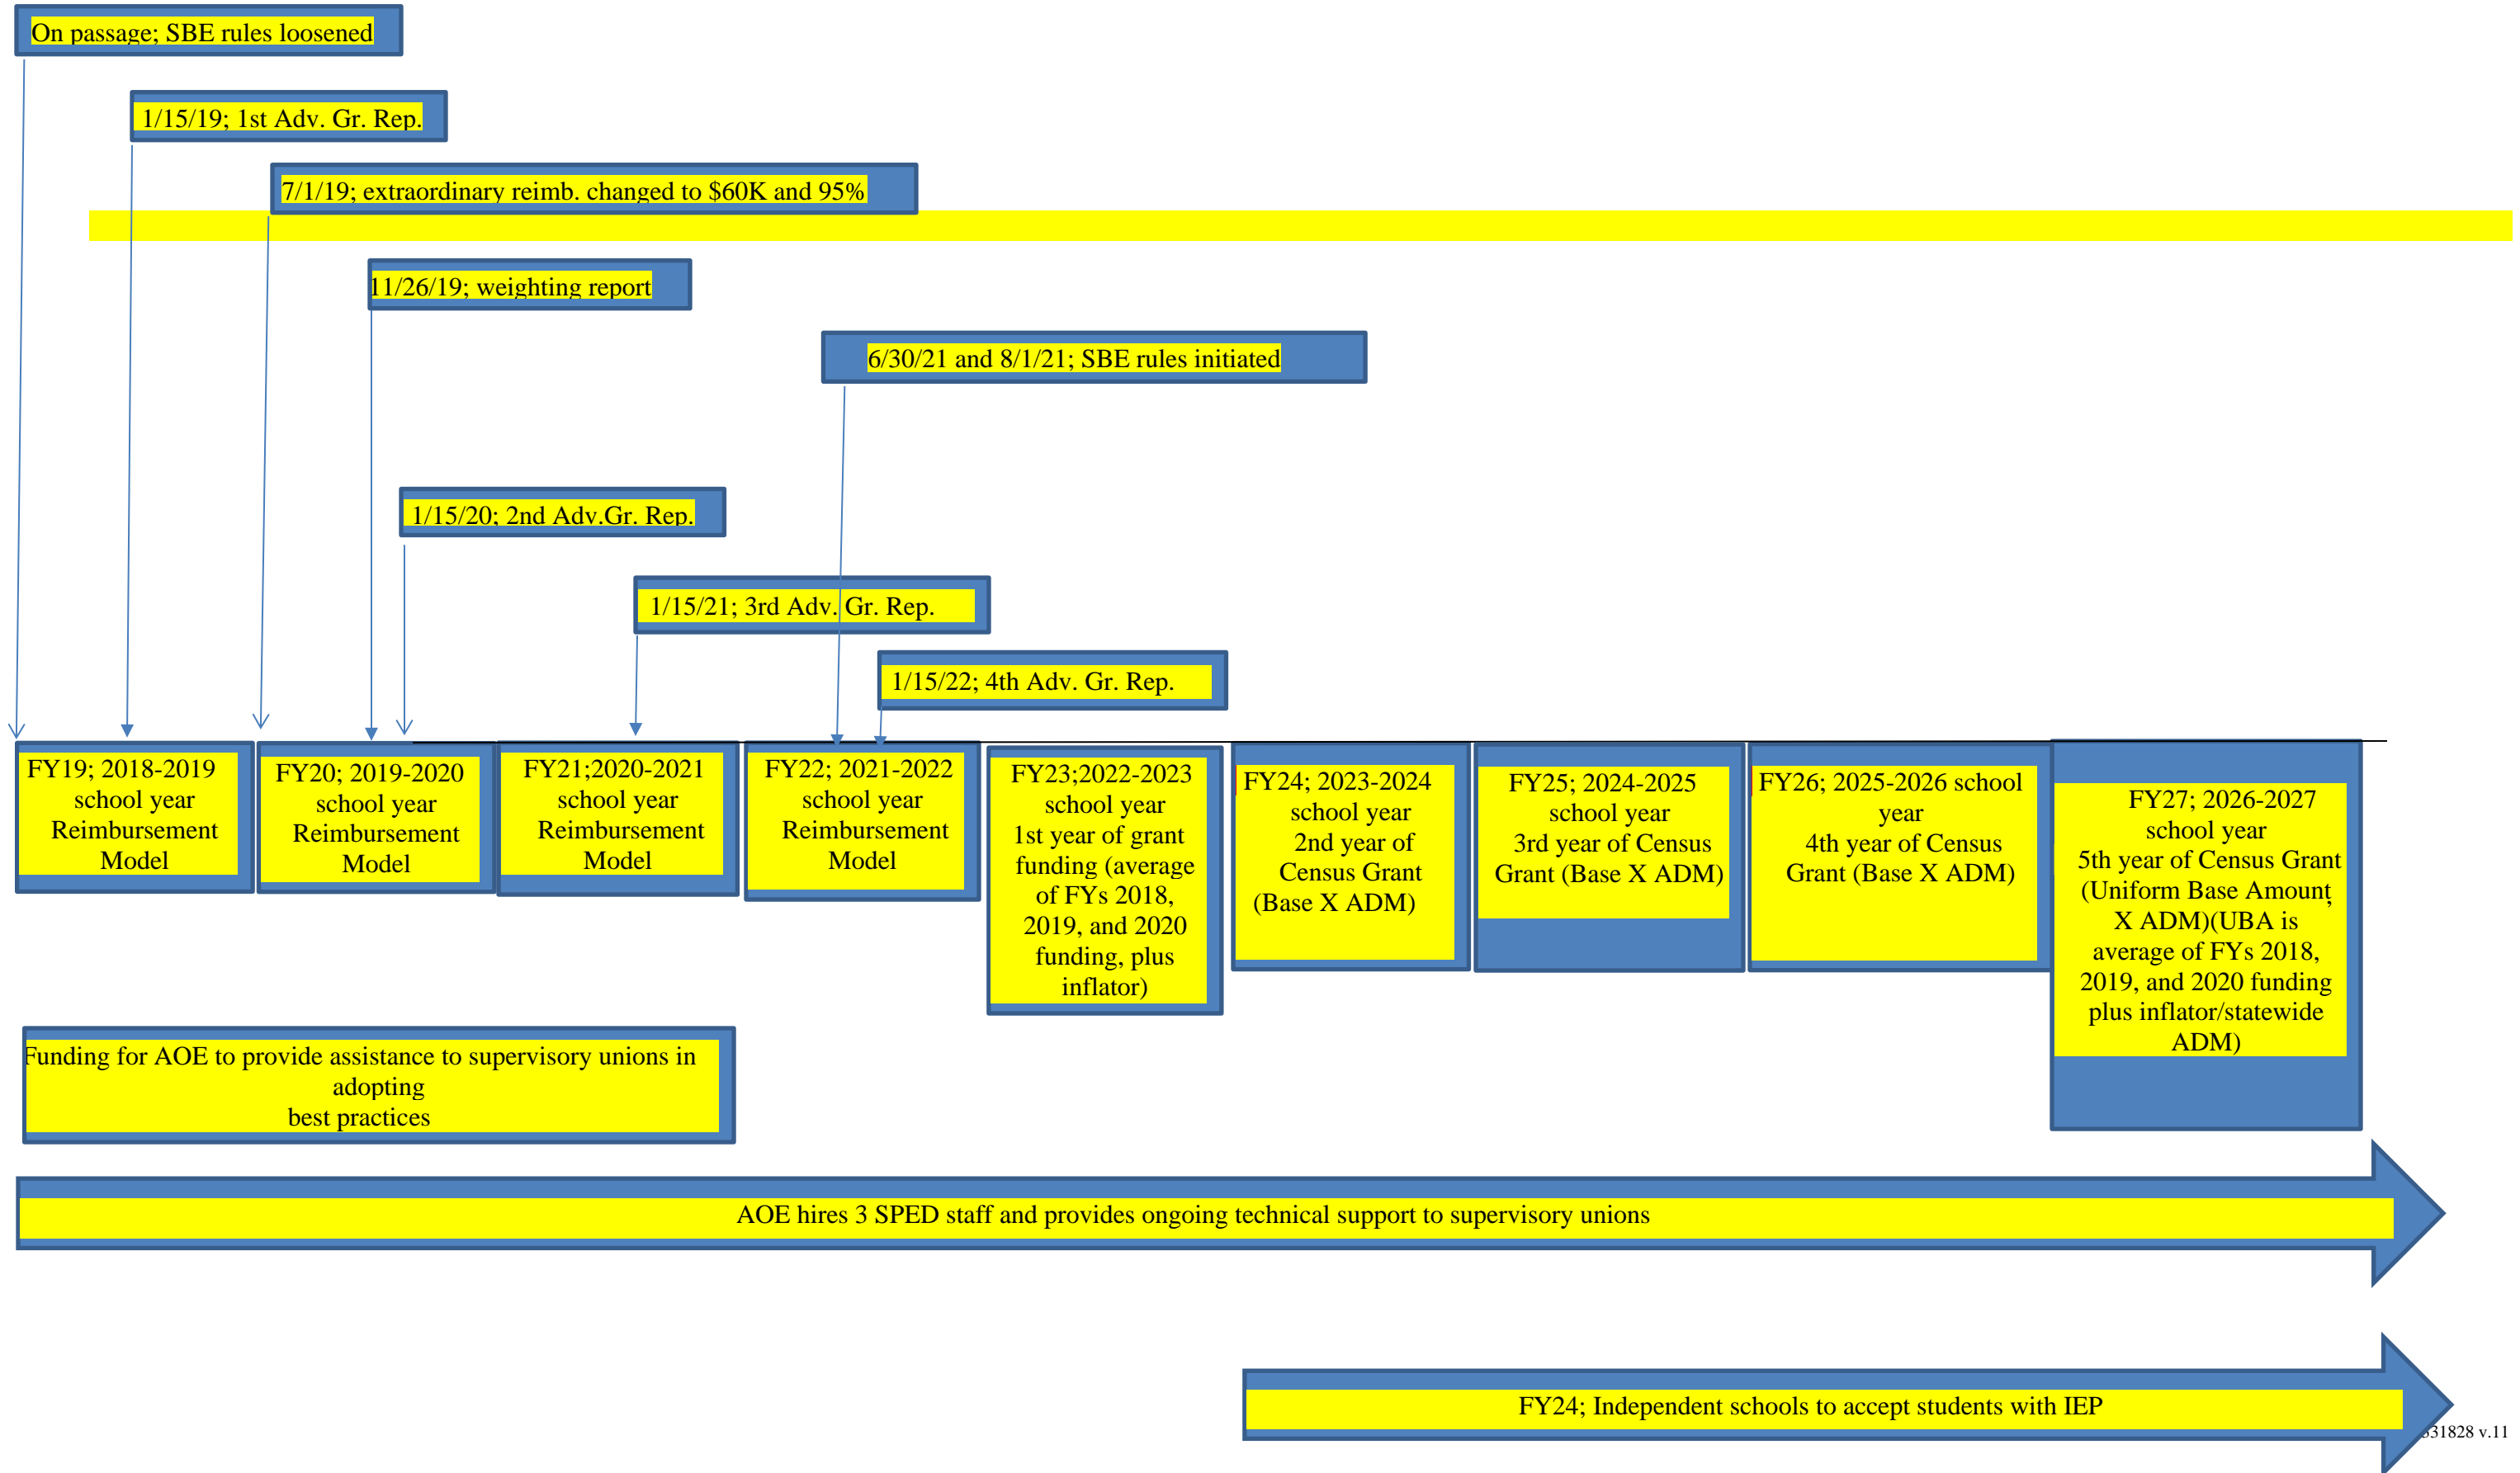 On passage; SBE rules loosened
1/15/19; 1st Adv. Gr. Rep.
7/1/19; extraordinary reimb. changed to $60K and 95%
11/26/19; weighting report
6/30/21 and 8/1/21; SBE rules initiated
1/15/20; 2nd Adv.Gr. Rep.
1/15/21; 3rd Adv. Gr. Rep.
1/15/22; 4th Adv. Gr. Rep.
FY19; 2018-2019
school year
Reimbursement
Model
FY20; 2019-2020
school year
Reimbursement
Model
FY21;2020-2021
school year
Reimbursement
Model
FY22; 2021-2022
school year
Reimbursement
Model
FY23;2022-2023
school year
1st year of grant
funding (average
of FYs 2018,
2019, and 2020
funding, plus
inflator)
FY24; 2023-2024
school year
2nd year of
Census Grant
(Base X ADM)
FY25; 2024-2025
school year
3rd year of Census
Grant (Base X ADM)
FY26; 2025-2026 school
year
4th year of Census
Grant (Base X ADM)
FY27; 2026-2027
school year
5th year of Census Grant
(Uniform Base Amount,
X ADM)(UBA is
average of FYs 2018,
2019, and 2020 funding
plus inflator/statewide
ADM)
Funding for AOE to provide assistance to supervisory unions in
adopting
best practices
AOE hires 3 SPED staff and provides ongoing technical support to supervisory unions
FY24; Independent schools to accept students with IEP
31828 v.11